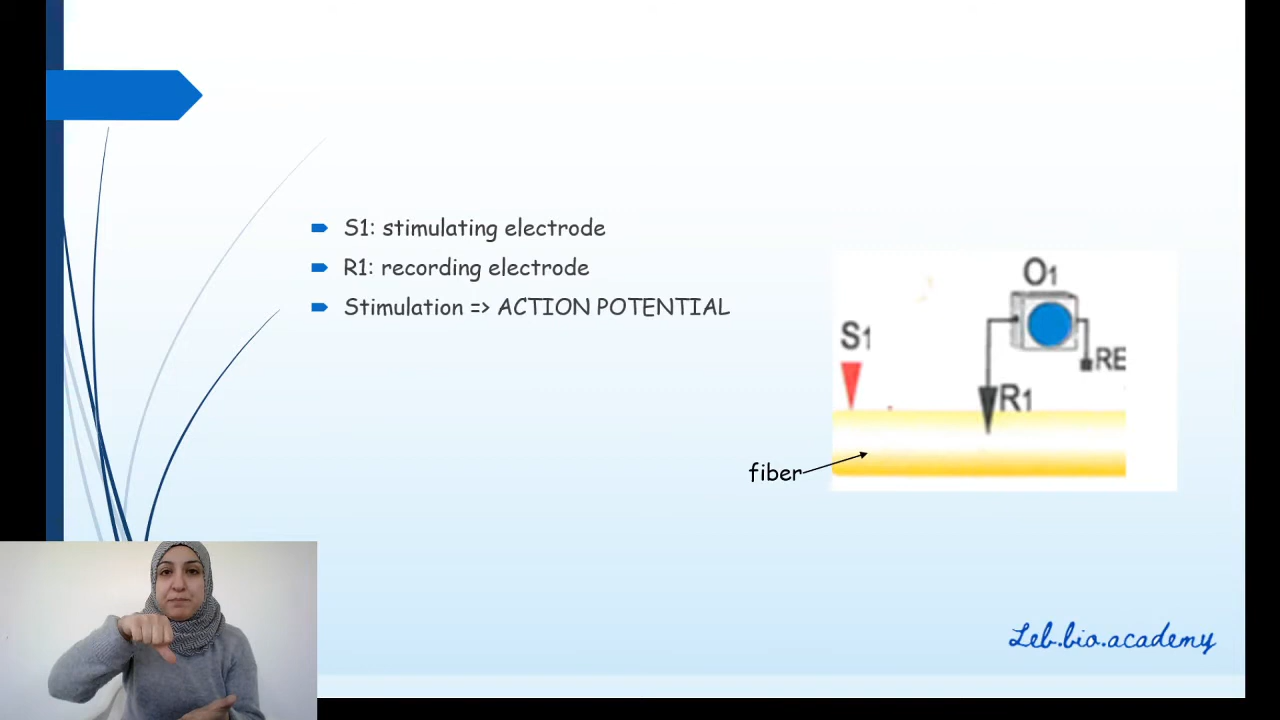 S1: stimulating electrode
R1: recording electrode
Stimulation => ACTION POTENTIAL
O1
S1
RE
R1
fiber
Leb.bio.academy